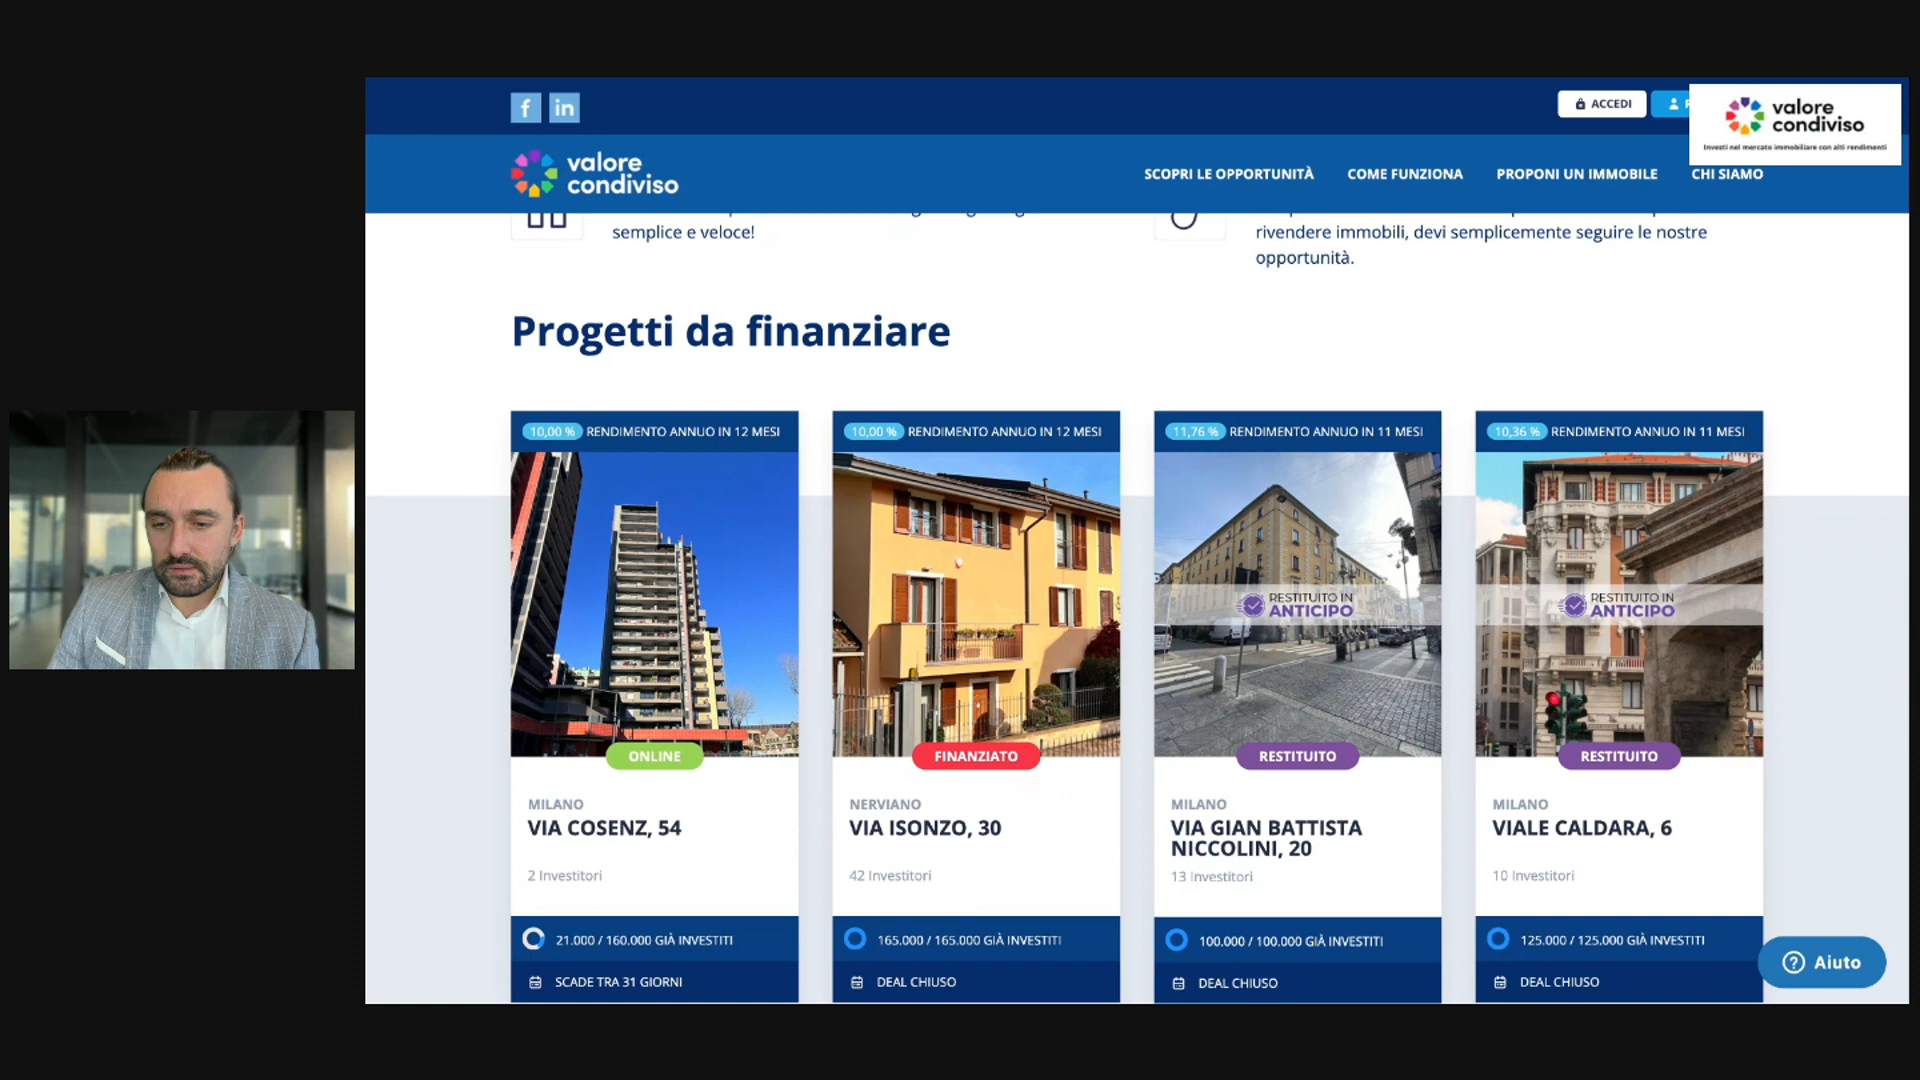 f in
ACCEDI
valore
condiviso
Investi nel mercato immobiliare con alti rendimenti
valore
condiviso
SCOPRI LE OPPORTUNITÀ COME FUNZIONA PROPONI UN IMMOBILE CHI SIAMO
semplice e veloce!
rivendere immobili, devi semplicemente seguire le nostre
opportunità.
Progetti da finanziare
10,00 % RENDIMENTO ANNUO IN 12 MESI
ONLINE
MILANO
VIA COSENZ, 54
2 Investitori
21.000 / 160.000 GIÀ INVESTITI
SCADE TRA 31 GIORNI
10,00 % RENDIMENTO ANNUO IN 12 MESI
FINANZIATO
NERVIANO
VIA ISONZO, 30
42 Investitori
165.000 / 165.000 GIÀ INVESTITI
DEAL CHIUSO
11,76 % RENDIMENTO ANNUO IN 11 MESI
RESTITUITO IN
ANTICIPO
RESTITUITO
MILANO
VIA GIAN BATTISTA
NICCOLINI, 20
13 Investitori
100.000 / 100.000 GIÀ INVESTITI
DEAL CHIUSO
10,36 % RENDIMENTO ANNUO IN 11 MESI
RESTITUITO IN
ANTICIPO
RESTITUITO
MILANO
VIALE CALDARA, 6
10 Investitori
125.000 / 125.000 GIÀ INVESTITI
DEAL CHIUSO
Aiuto